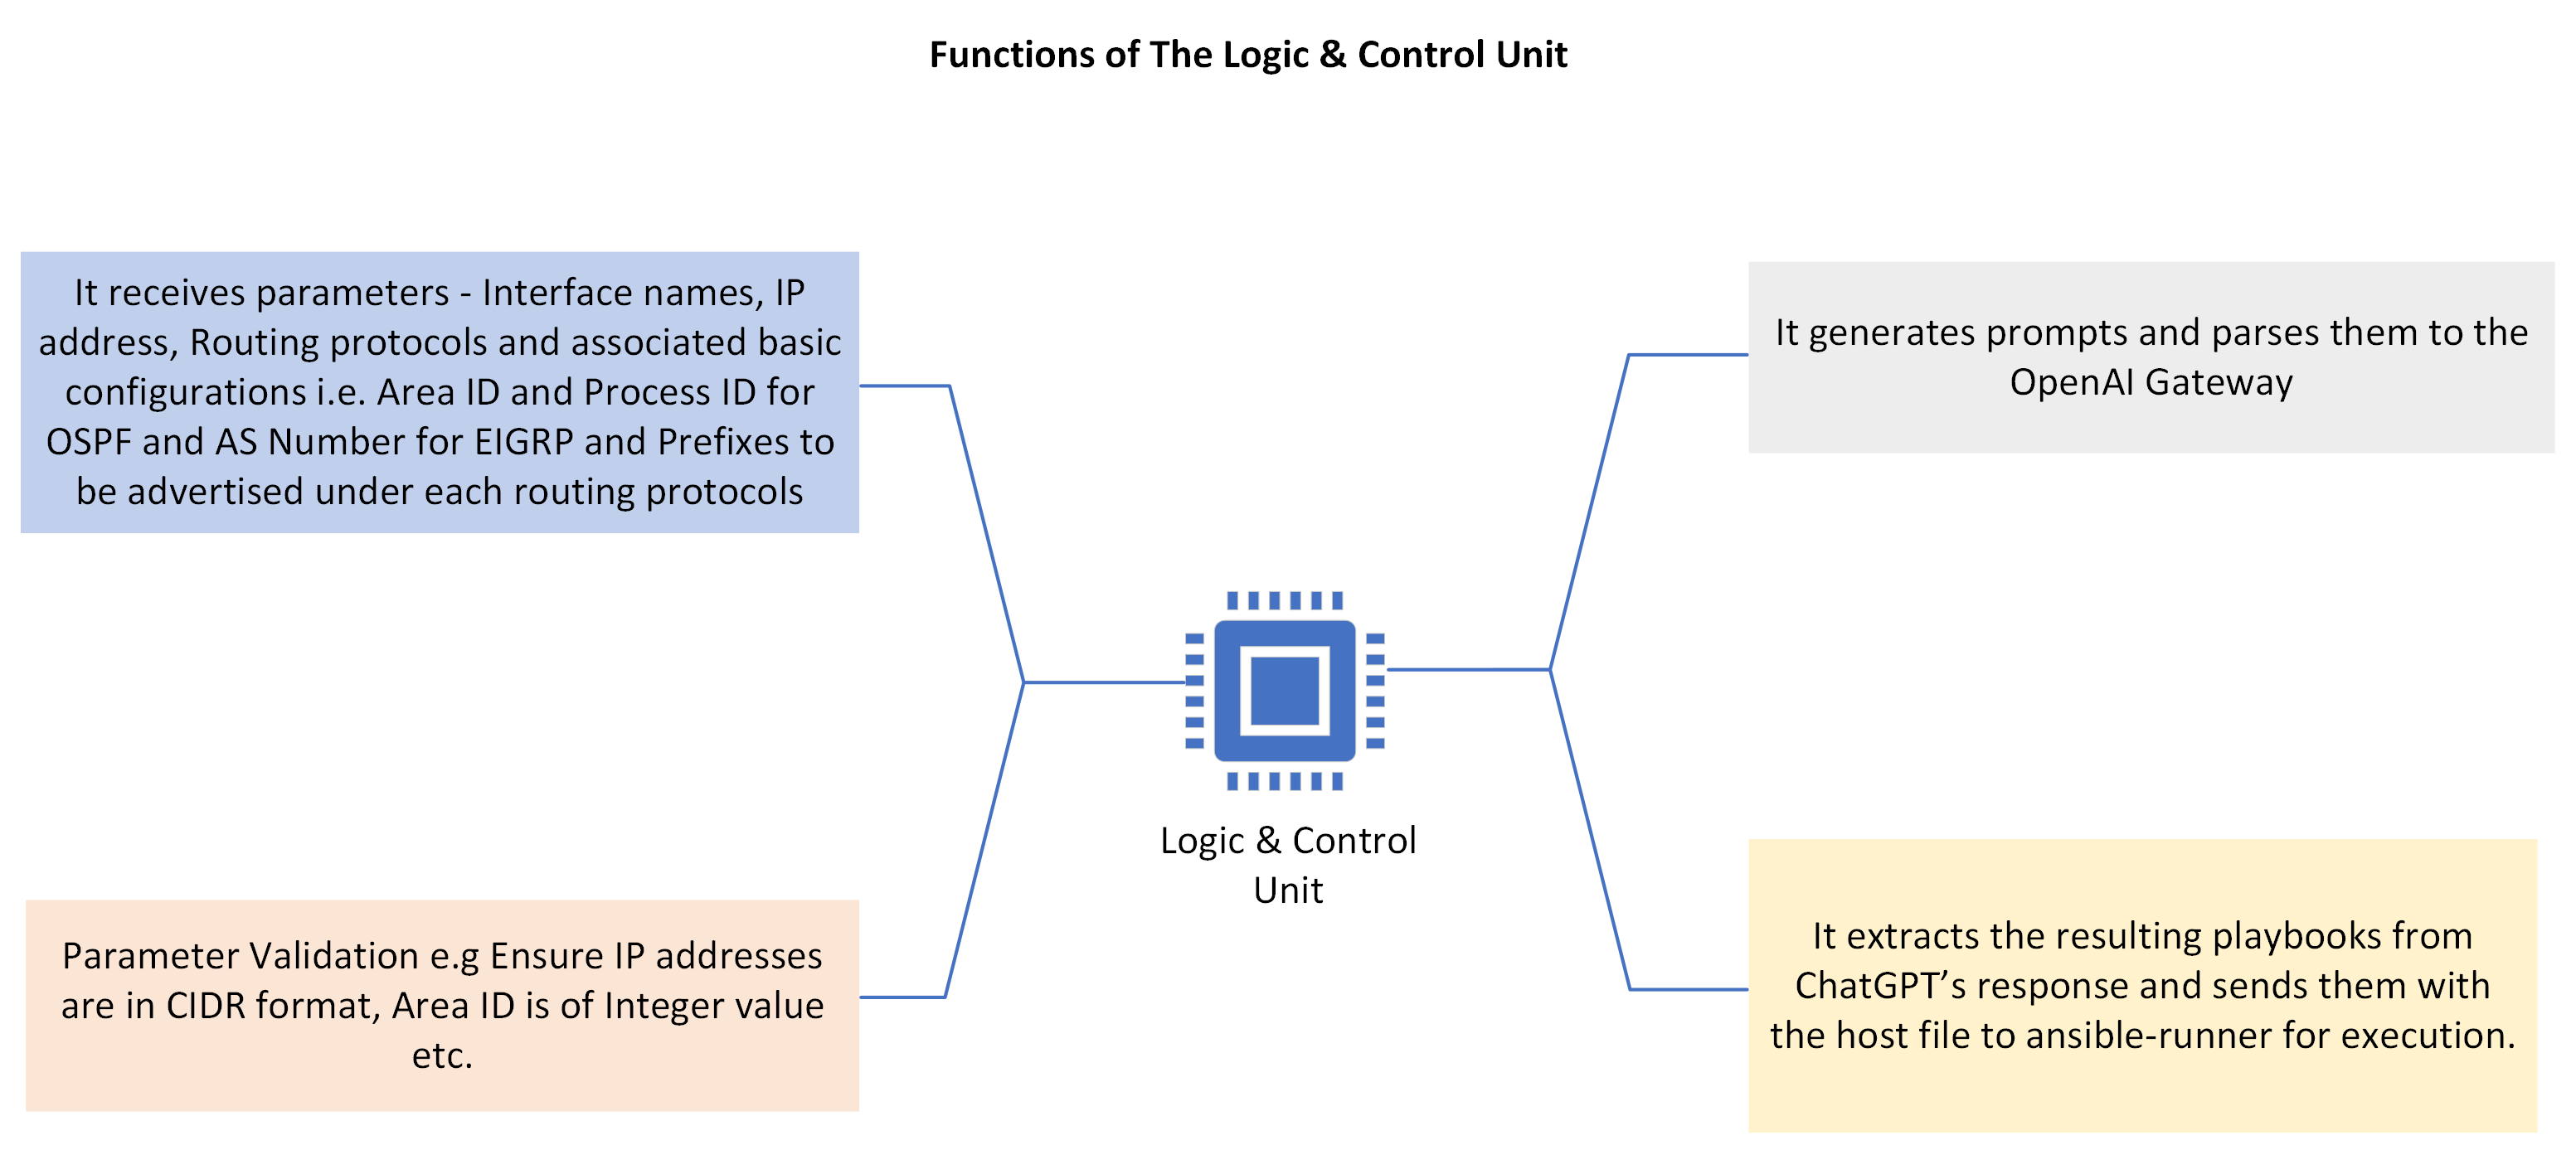 Functions of The Logic & Control Unit
It receives parameters - Interface names, IP
address, Routing protocols and associated basic
configurations i.e. Area ID and Process ID for
OSPF and AS Number for EIGRP and Prefixes to
be advertised under each routing protocols
It generates prompts and parses them to the
OpenAI Gateway
Logic & Control
Unit
Parameter Validation e.g Ensure IP addresses
are in CIDR format, Area ID is of Integer value
etc.
It extracts the resulting playbooks from
ChatGPT’s response and sends them with
the host file to ansible-runner for execution.